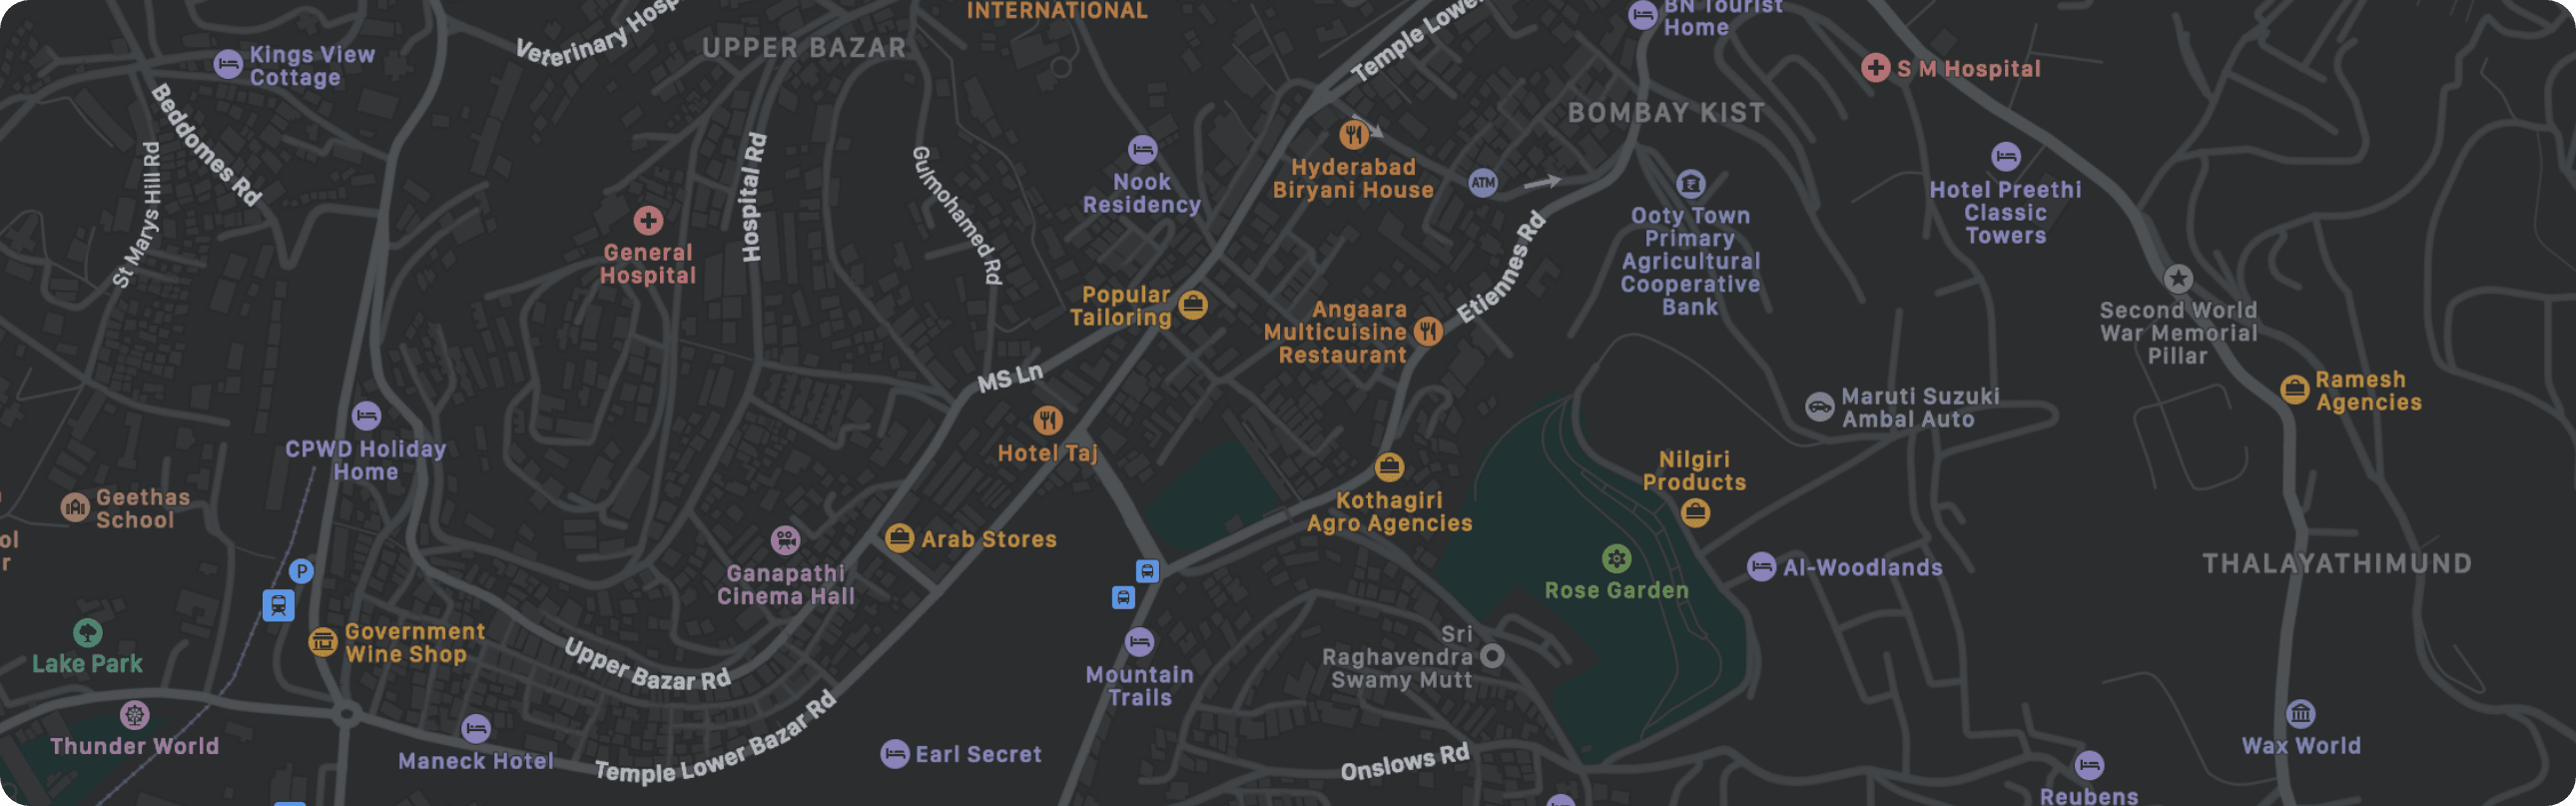 INTERNATIONAL
BN Tourist
Home
Veterinary Hosp
UPPER BAZAR
Temple Lower
Kings View
Cottage
S M Hospital
Beddomes Rd
BOMBAY KIST
St Marys Hill Rd
Hospital Rd
Gulmohamed Rd
Nook
Residency
Hyderabad
Biryani House
ATM
Ooty Town
Primary
Agricultural
Cooperative
Bank
Hotel Preethi
Classic
Towers
General
Hospital
Etiennes Rd
Popular
Tailoring
Angaara
Multicuisine
Restaurant
Second World
War Memorial
Pillar
MS Ln
Maruti Suzuki
Ambal Auto
Ramesh
Agencies
CPWD Holiday
Home
Hotel Taj
Nilgiri
Products
Geethas
School
Kothagiri
Agro Agencies
ol
r
Arab Stores
Ganapathi
Cinema Hall
P
Rose Garden
Al-Woodlands
THALAYATHIMUND
Government
Wine Shop
Lake Park
Upper Bazar Rd
Mountain
Trails
Sri
Raghavendra
Swamy Mutt
Thunder World
Maneck Hotel
Temple Lower Bazar Rd
Earl Secret
Onslows Rd
Wax World
Reubens